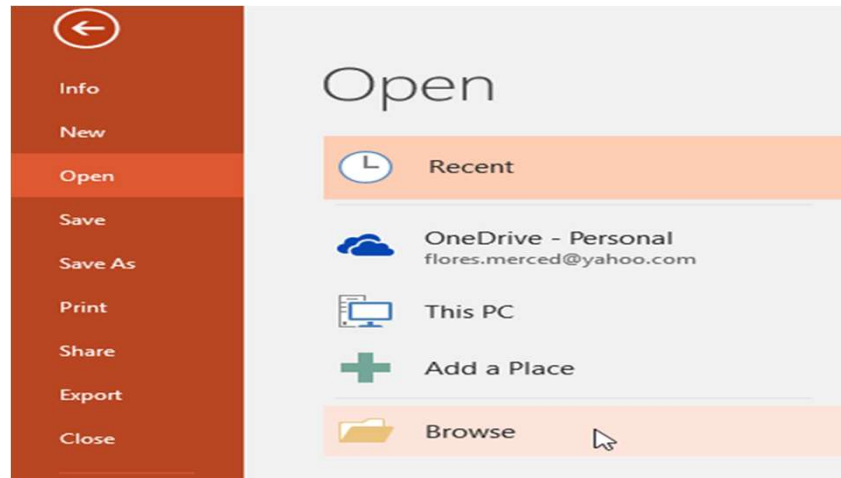 Info
New
Open
Save
Save As
Print
Share
Export
Close
Open
Recent
OneDrive - Personal
flores.merced@yahoo.com
This PC
Add a Place
Browse